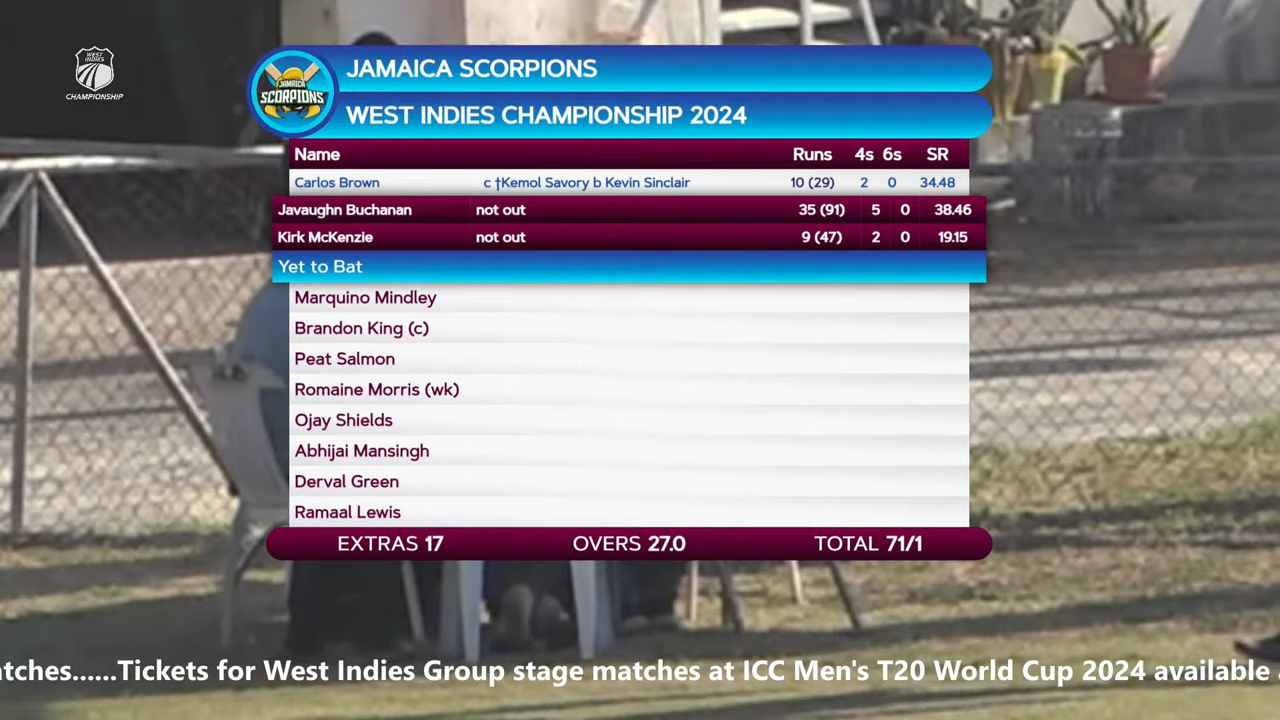 WEST INDIES
CHAMPIONSHIP
JAMAICA SCORPIONS
JAMAICA SCORPIONS
WEST INDIES CHAMPIONSHIP 2024
Name Runs 4s 6s SR
Carlos Brown c †Kemol Savory b Kevin Sinclair 10 (29) 2 0 34.48
Javaughn Buchanan not out 35 (91) 5 0 38.46
Kirk McKenzie not out 9 (47) 2 0 19.15
Yet to Bat
Marquino Mindley
Brandon King (c)
Peat Salmon
Romaine Morris (wk)
Ojay Shields
Abhijai Mansingh
Derval Green
Ramaal Lewis
EXTRAS 17 OVERS 27.0 TOTAL 71/1
tches......Tickets for West Indies Group stage matches at ICC Men's T20 World Cup 2024 available